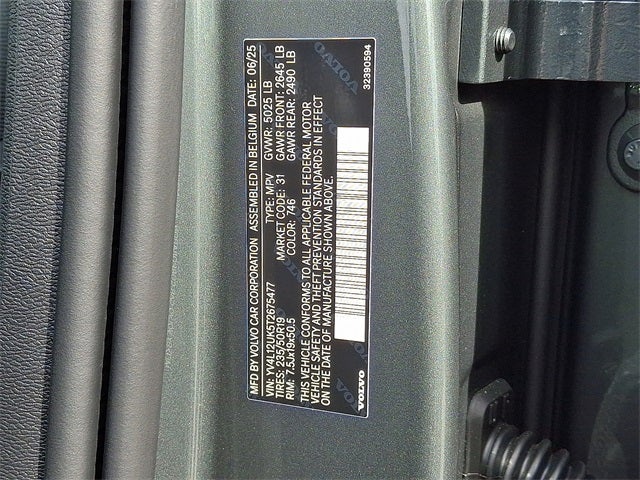 MFD BY VOLVO CAR CORPORATION ASSEMBLED IN BELGIUM DATE: 06/25
VIN: YV4L12UK5T2675477 TYPE: MPV GVWR: 5025 LB
TIRES: 235/50R19 MARKET CODE: 31 GAWR FRONT: 2645 LB
RIM: 7.5Jx19x50.5 COLOR: 746 GAWR REAR: 2490 LB
THIS VEHICLE CONFORMS TO ALL APPLICABLE FEDERAL MOTOR
VEHICLE SAFETY AND THEFT PREVENTION STANDARDS IN EFFECT
ON THE DATE OF MANUFACTURE SHOWN ABOVE.
VOLVO 32390594